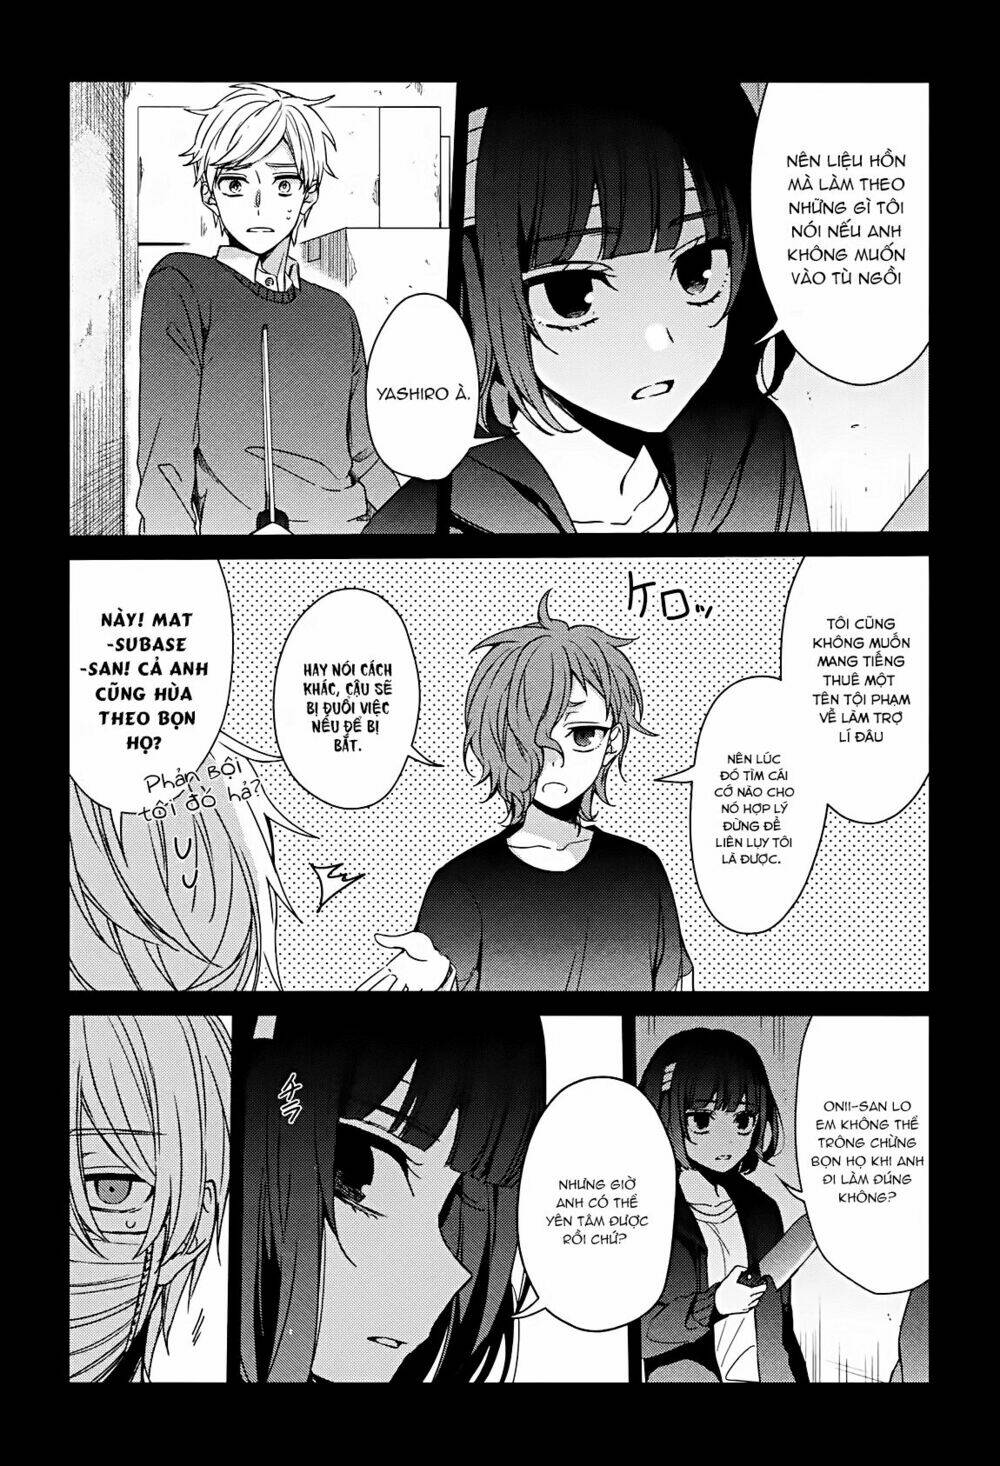 NÊN LIỆU HỒN
MÀ LÀM THEO
NHỮNG GÌ TÔI
NÓI NẾU ANH
KHÔNG MUỐN
VÀO TÙ NGỒI
YASHIRO À.
ケロッ
TÔI CŨNG
KHÔNG MUỐN
MANG TIẾNG
THUÊ MỘT
TÊN TỘI PHẠM
VỀ LÀM TRỢ
LÍ ĐÂU
NÊN LÚC
ĐÓ TÌM CÁI
CỚ NÀO CHO
NÓ HỢP LÝ
ĐỪNG ĐỂ
LIÊN LỤY TÔI
LÀ ĐƯỢC.
HAY NÓI CÁCH
KHÁC, CẬU SẼ
BỊ ĐUỔI VIỆC
NẾU ĐỂ BỊ
BẮT.
NÀY! MAT
-SUBASE
-SAN! CẢ ANH
CŨNG HÙA
THEO BỌN
HỌ?
Phản bội
tôi đó hả?
ONII-SAN LO
EM KHÔNG THỂ
TRÔNG CHỪNG
BỌN HỌ KHI ANH
ĐI LÀM ĐÚNG
KHÔNG?
NHƯNG GIỜ
ANH CÓ THỂ
YÊN TÂM ĐƯỢC
RỒI CHỨ?
チラ